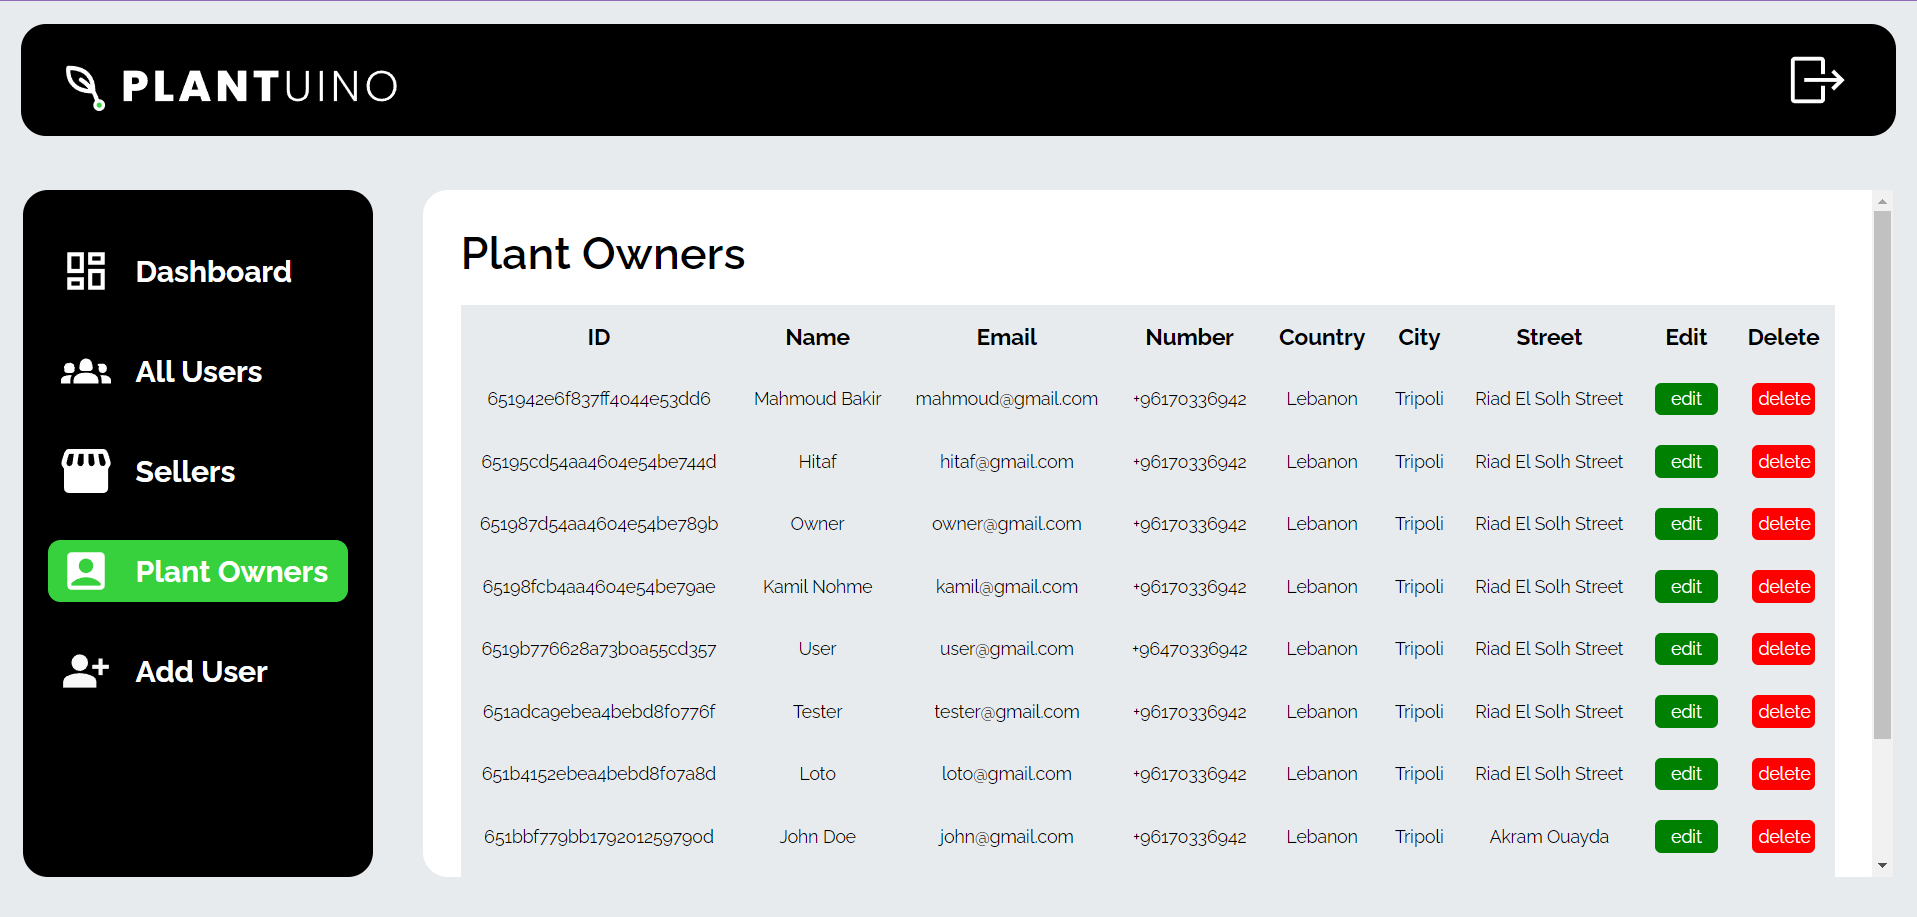 PLANTUINO
Dashboard
All Users
Sellers
Plant Owners
Add User
Plant Owners
ID Name Email Number Country City Street Edit Delete
651942e6f837ff4044e53dd6 Mahmoud Bakir mahmoud@gmail.com +96170336942 Lebanon Tripoli Riad El Solh Street edit delete
65195cd54aa4604e54be744d Hitaf hitaf@gmail.com +96170336942 Lebanon Tripoli Riad El Solh Street edit delete
651987d54aa4604e54be789b Owner owner@gmail.com +96170336942 Lebanon Tripoli Riad El Solh Street edit delete
65198fcb4aa4604e54be79ae Kamil Nohme kamil@gmail.com +96170336942 Lebanon Tripoli Riad El Solh Street edit delete
6519b776628a73b0a55cd357 User user@gmail.com +96470336942 Lebanon Tripoli Riad El Solh Street edit delete
651adca9ebea4bebd8f0776f Tester tester@gmail.com +96170336942 Lebanon Tripoli Riad El Solh Street edit delete
651b4152ebea4bebd8f07a8d Loto loto@gmail.com +96170336942 Lebanon Tripoli Riad El Solh Street edit delete
651bbf779bb179201259790d John Doe john@gmail.com +96170336942 Lebanon Tripoli Akram Ouayda edit delete